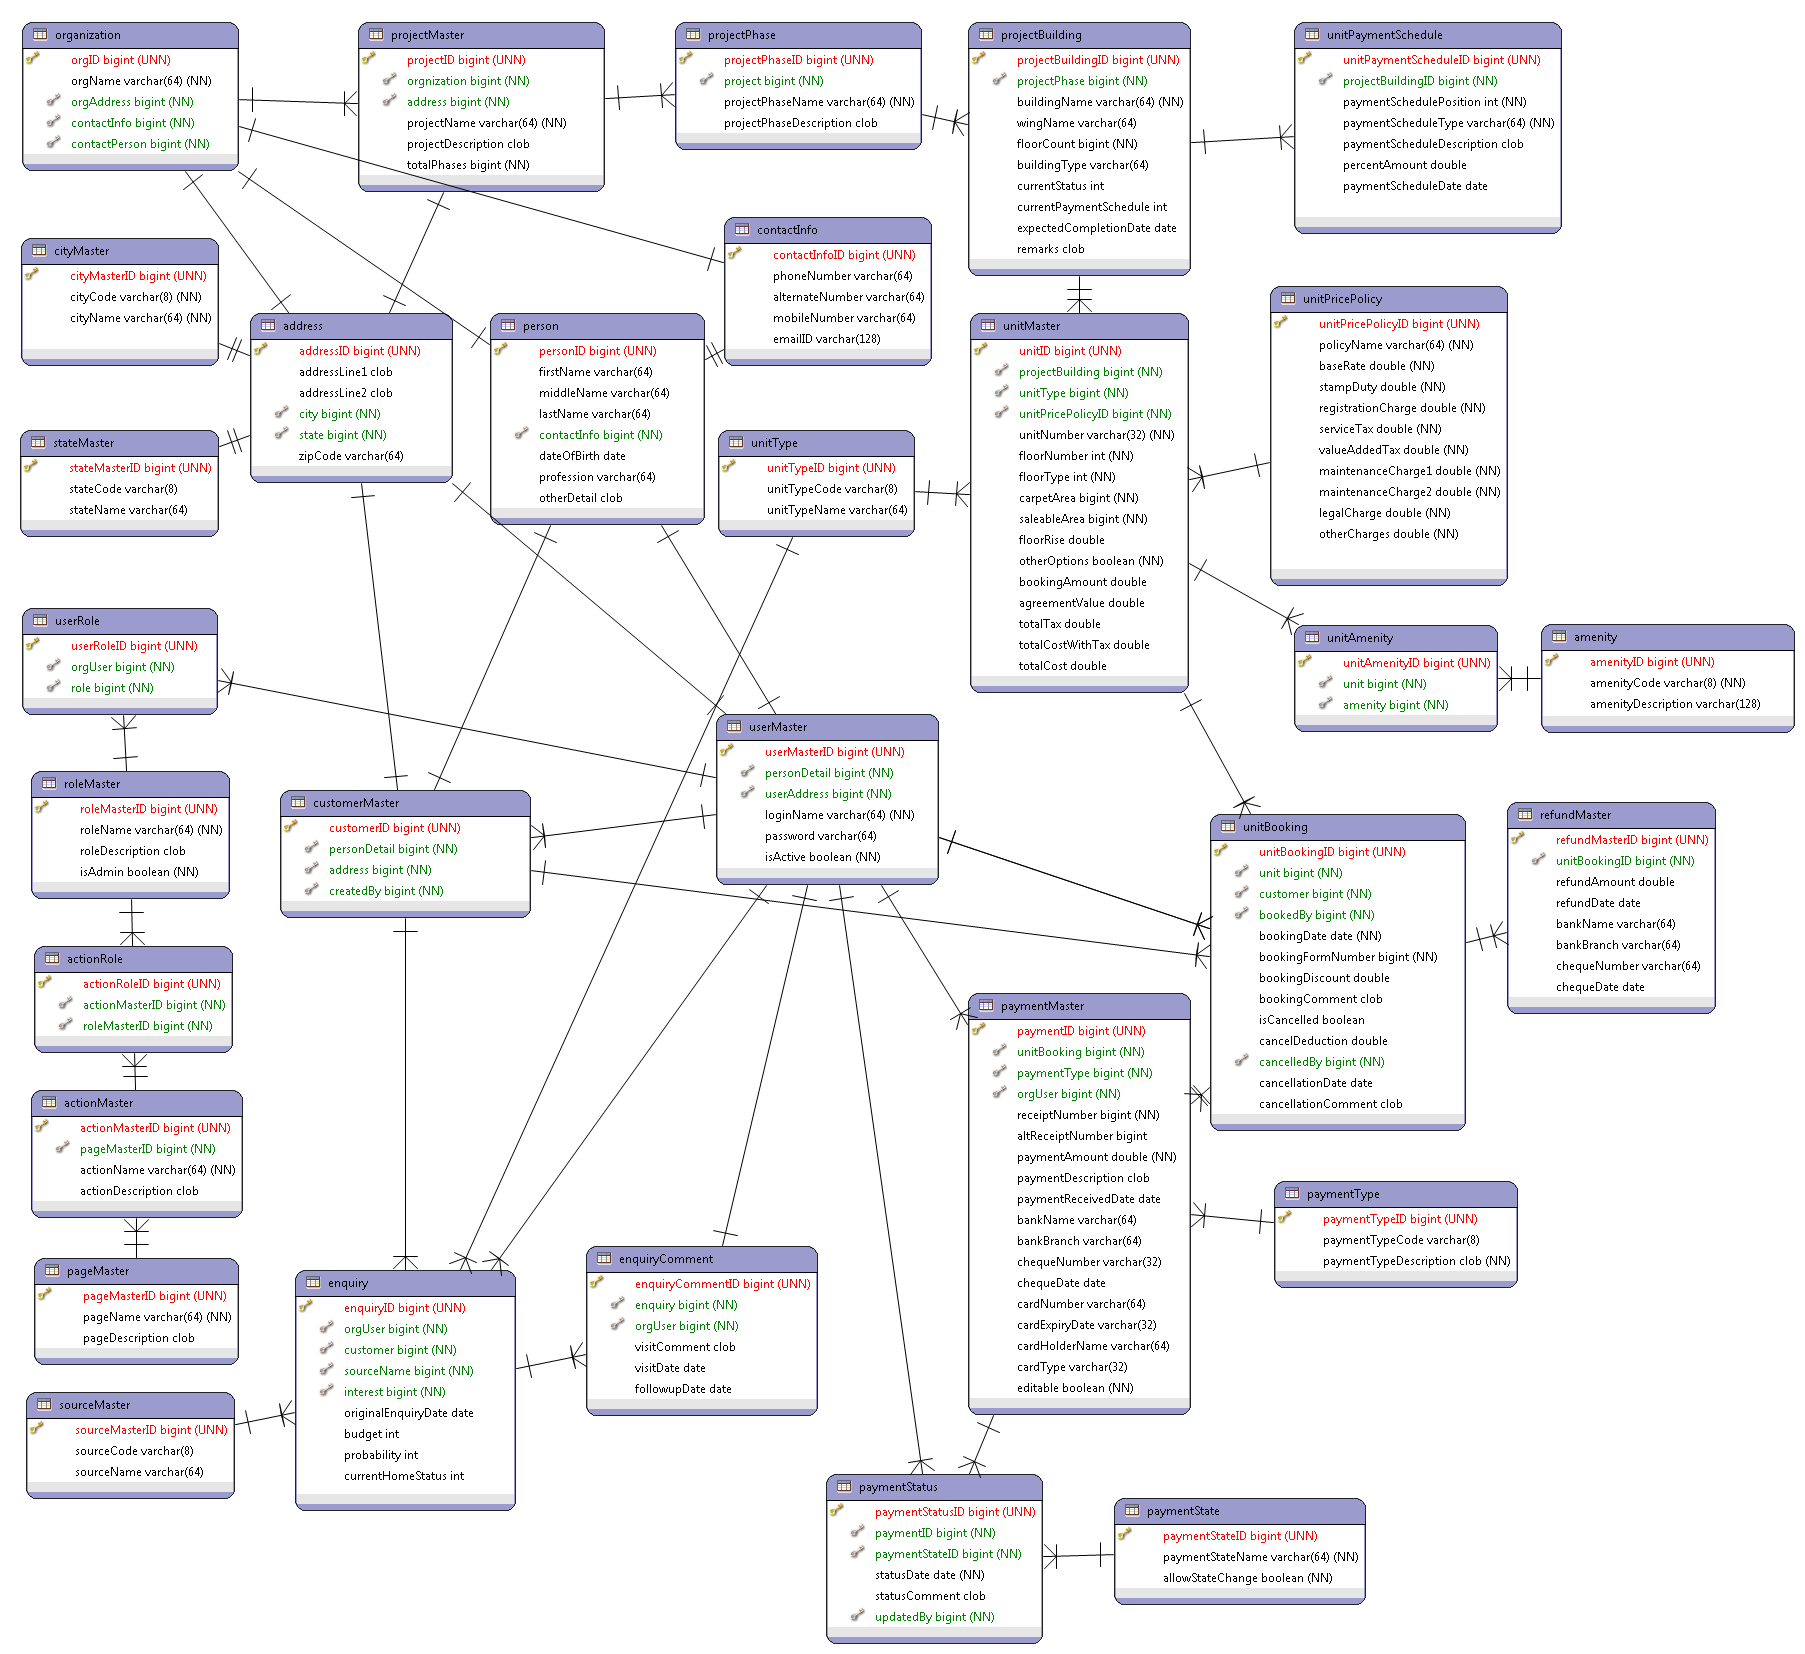 organization
orgID bigint (UNN)
orgName varchar(64) (NN)
orgAddress bigint (NN)
contactInfo bigint (NN)
contactPerson bigint (NN)
projectMaster
projectID bigint (UNN)
orgnization bigint (NN)
address bigint (NN)
projectName varchar(64) (NN)
projectDescription clob
totalPhases bigint (NN)
projectPhase
projectPhaseID bigint (UNN)
project bigint (NN)
projectPhaseName varchar(64) (NN)
projectPhaseDescription clob
projectBuilding
projectBuildingID bigint (UNN)
projectPhase bigint (NN)
buildingName varchar(64) (NN)
wingName varchar(64)
floorCount bigint (NN)
buildingType varchar(64)
currentStatus int
currentPaymentSchedule int
expectedCompletionDate date
remarks clob
unitPaymentSchedule
unitPaymentScheduleID bigint (UNN)
projectBuildingID bigint (NN)
paymentSchedulePosition int (NN)
paymentScheduleType varchar(64) (NN)
paymentScheduleDescription clob
percentAmount double
paymentScheduleDate date
cityMaster
cityMasterID bigint (UNN)
cityCode varchar(8) (NN)
cityName varchar(64) (NN)
contactInfo
contactInfoID bigint (UNN)
phoneNumber varchar(64)
alternateNumber varchar(64)
mobileNumber varchar(64)
emailID varchar(128)
address
addressID bigint (UNN)
addressLine1 clob
addressLine2 clob
city bigint (NN)
state bigint (NN)
zipCode varchar(64)
person
personID bigint (UNN)
firstName varchar(64)
middleName varchar(64)
lastName varchar(64)
contactInfo bigint (NN)
dateOfBirth date
profession varchar(64)
otherDetail clob
unitMaster
unitID bigint (UNN)
projectBuilding bigint (NN)
unitType bigint (NN)
unitPricePolicyID bigint (NN)
unitNumber varchar(32) (NN)
floorNumber int (NN)
floorType int (NN)
carpetArea bigint (NN)
saleableArea bigint (NN)
floorRise double
otherOptions boolean (NN)
bookingAmount double
agreementValue double
totalTax double
totalCostWithTax double
totalCost double
unitPricePolicy
unitPricePolicyID bigint (UNN)
policyName varchar(64) (NN)
baseRate double (NN)
stampDuty double (NN)
registrationCharge double (NN)
serviceTax double (NN)
valueAddedTax double (NN)
maintenanceCharge1 double (NN)
maintenanceCharge2 double (NN)
legalCharge double (NN)
otherCharges double (NN)
stateMaster
stateMasterID bigint (UNN)
stateCode varchar(8)
stateName varchar(64)
unitType
unitTypeID bigint (UNN)
unitTypeCode varchar(8)
unitTypeName varchar(64)
userRole
userRoleID bigint (UNN)
orgUser bigint (NN)
role bigint (NN)
unitAmenity
unitAmenityID bigint (UNN)
unit bigint (NN)
amenity bigint (NN)
amenity
amenityID bigint (UNN)
amenityCode varchar(8) (NN)
amenityDescription varchar(128)
userMaster
userMasterID bigint (UNN)
personDetail bigint (NN)
userAddress bigint (NN)
loginName varchar(64) (NN)
password varchar(64)
isActive boolean (NN)
roleMaster
roleMasterID bigint (UNN)
roleName varchar(64) (NN)
roleDescription clob
isAdmin boolean (NN)
customerMaster
customerID bigint (UNN)
personDetail bigint (NN)
address bigint (NN)
createdBy bigint (NN)
unitBooking
unitBookingID bigint (UNN)
unit bigint (NN)
customer bigint (NN)
bookedBy bigint (NN)
bookingDate date (NN)
bookingFormNumber bigint (NN)
bookingDiscount double
bookingComment clob
isCancelled boolean
cancelDeduction double
cancelledBy bigint (NN)
cancellationDate date
cancellationComment clob
refundMaster
refundMasterID bigint (UNN)
unitBookingID bigint (NN)
refundAmount double
refundDate date
bankName varchar(64)
bankBranch varchar(64)
chequeNumber varchar(64)
chequeDate date
actionRole
actionRoleID bigint (UNN)
actionMasterID bigint (NN)
roleMasterID bigint (NN)
paymentMaster
paymentID bigint (UNN)
unitBooking bigint (NN)
paymentType bigint (NN)
orgUser bigint (NN)
receiptNumber bigint (NN)
altReceiptNumber bigint
paymentAmount double (NN)
paymentDescription clob
paymentReceivedDate date
bankName varchar(64)
bankBranch varchar(64)
chequeNumber varchar(32)
chequeDate date
cardNumber varchar(64)
cardExpiryDate varchar(32)
cardHolderName varchar(64)
cardType varchar(32)
editable boolean (NN)
actionMaster
actionMasterID bigint (UNN)
pageMasterID bigint (NN)
actionName varchar(64) (NN)
actionDescription clob
paymentType
paymentTypeID bigint (UNN)
paymentTypeCode varchar(8)
paymentTypeDescription clob (NN)
pageMaster
pageMasterID bigint (UNN)
pageName varchar(64) (NN)
pageDescription clob
enquiry
enquiryID bigint (UNN)
orgUser bigint (NN)
customer bigint (NN)
sourceName bigint (NN)
interest bigint (NN)
originalEnquiryDate date
budget int
probability int
currentHomeStatus int
enquiryComment
enquiryCommentID bigint (UNN)
enquiry bigint (NN)
orgUser bigint (NN)
visitComment clob
visitDate date
followupDate date
sourceMaster
sourceMasterID bigint (UNN)
sourceCode varchar(8)
sourceName varchar(64)
paymentStatus
paymentStatusID bigint (UNN)
paymentID bigint (NN)
paymentStateID bigint (NN)
statusDate date (NN)
statusComment clob
updatedBy bigint (NN)
paymentState
paymentStateID bigint (UNN)
paymentStateName varchar(64) (NN)
allowStateChange boolean (NN)